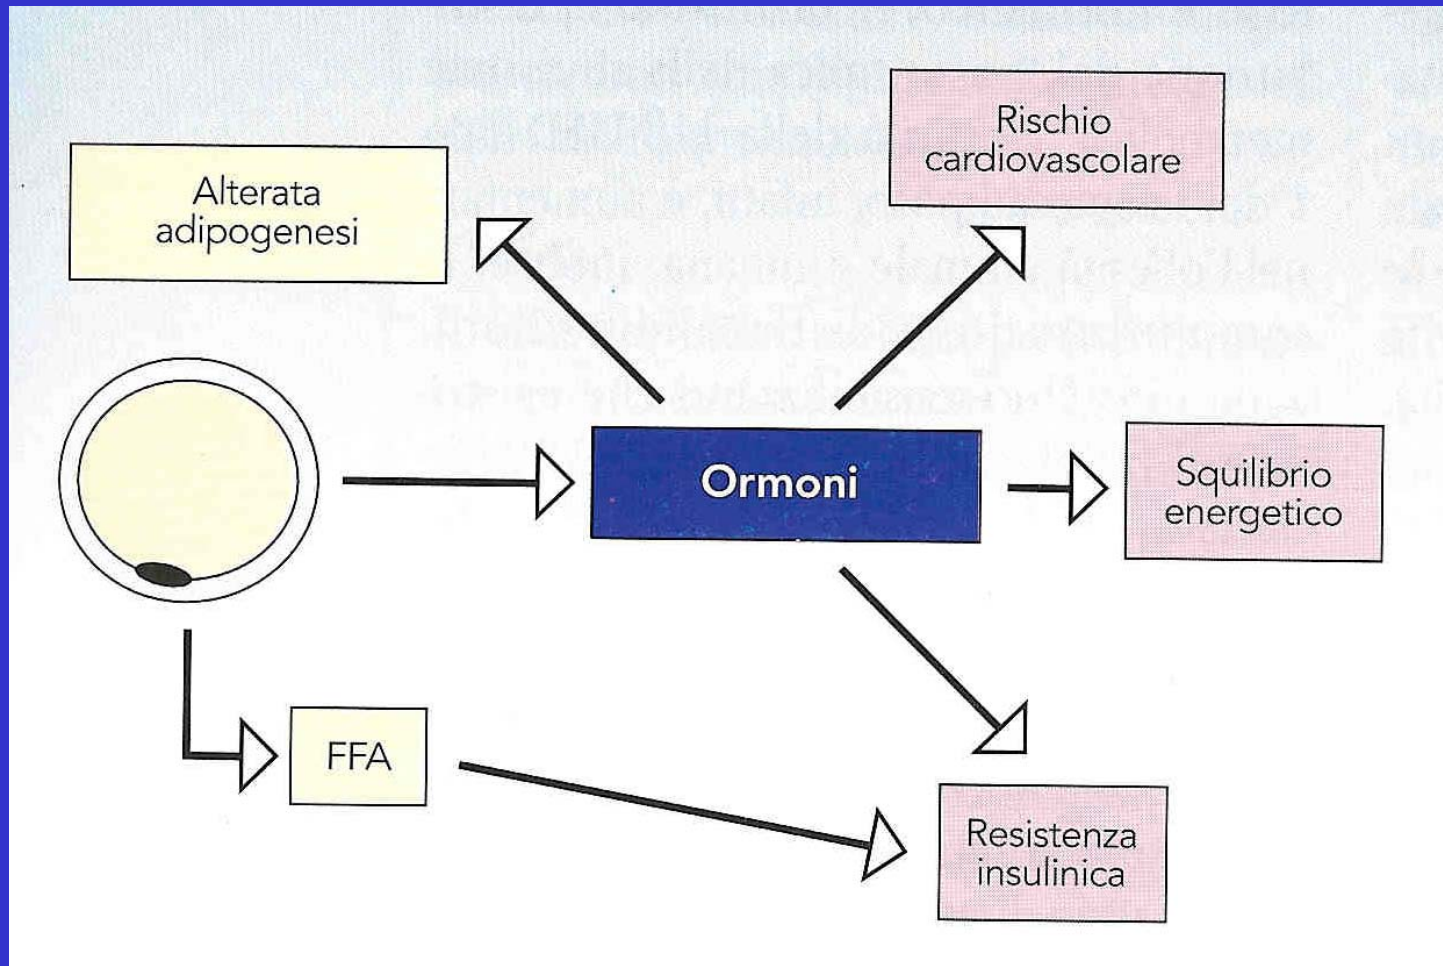 Rischio
cardiovascolare
Alterata
adipogenesi
Ormoni
Squilibrio
energetico
FFA
Resistenza
insulinica